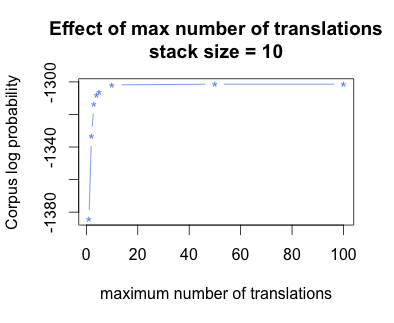 Effect of max number of translations
stack size = 10
Corpus log probability
-1300
-1340
-1380
0 20 40 60 80 100
maximum number of translations